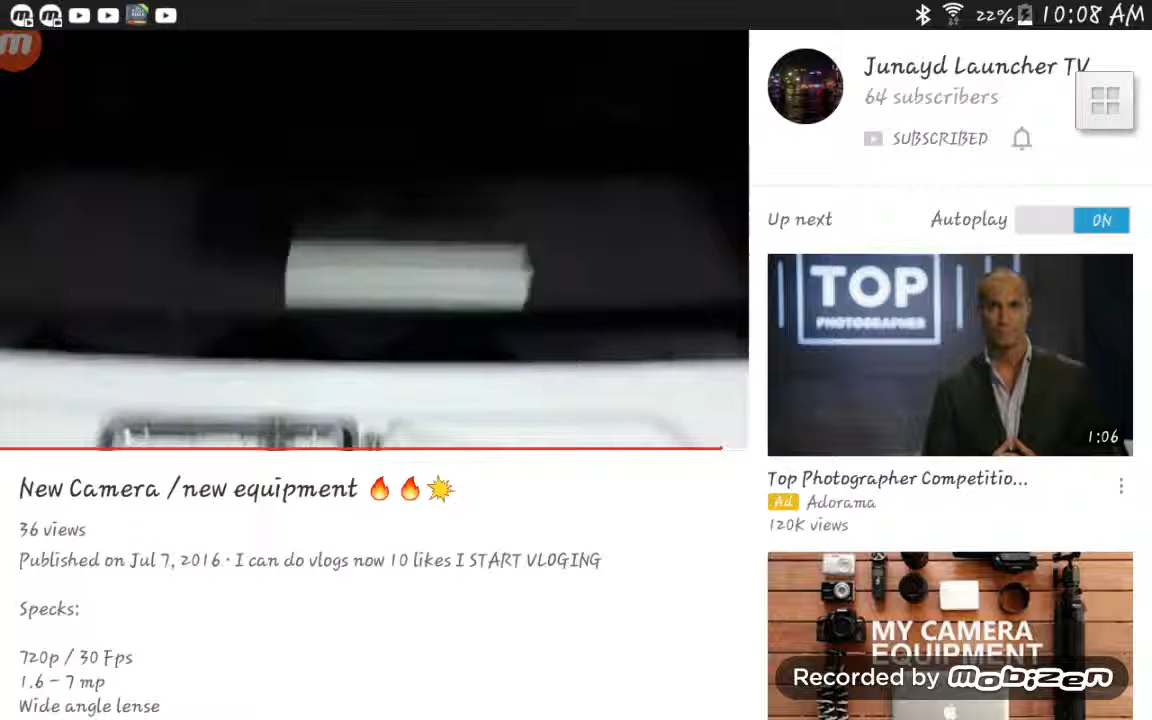 22% 10:08 AM
Junayd Launcher TV
64 subscribers
SUBSCRIBED
Up next
Autoplay
ON
TOP
PHOTOGRAPHER
1:06
Top Photographer Competitio...
Ad Adorama
120K views
MY CAMERA
EQUIPMENT
Recorded by mobizen
New Camera /new equipment 🔥🔥💥
36 views
Published on Jul 7, 2016 · I can do vlogs now 10 likes I START VLOGING
Specks:
720p / 30 Fps
1.6 - 7 mp
Wide angle lense